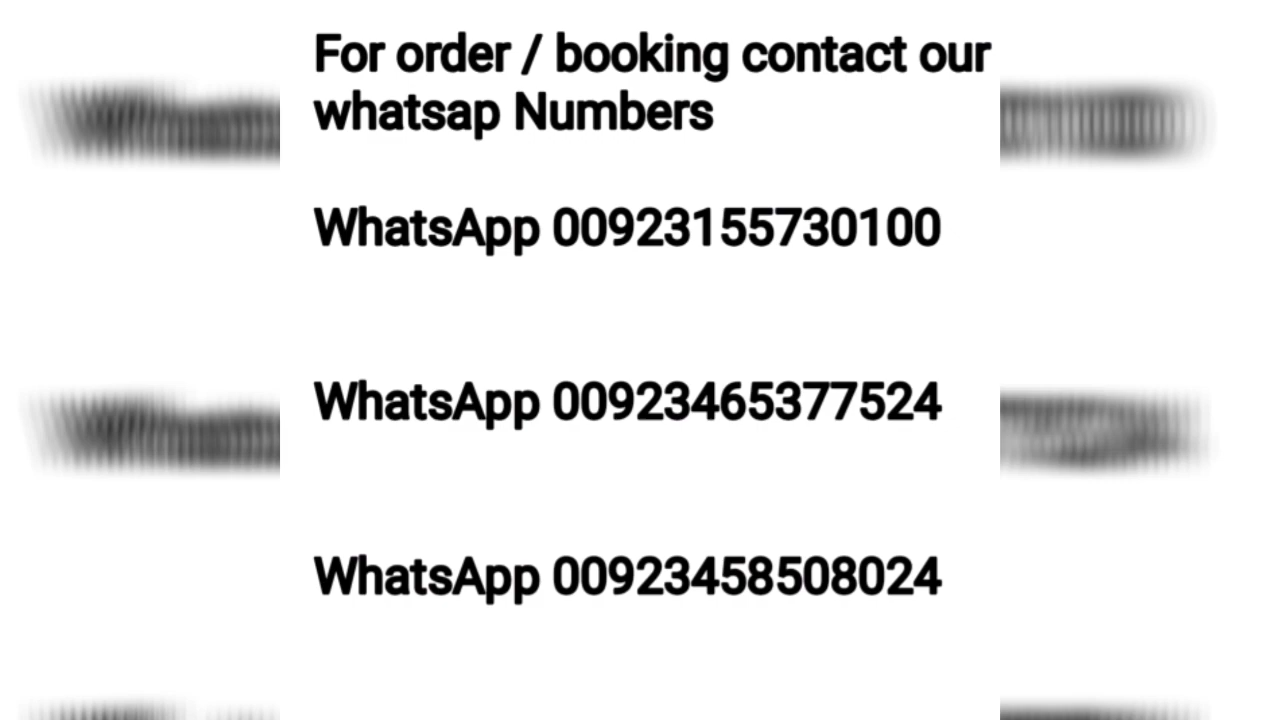 For order / booking contact our
whatsap Numbers
WhatsApp 00923155730100
WhatsApp 00923465377524
WhatsApp 00923458508024